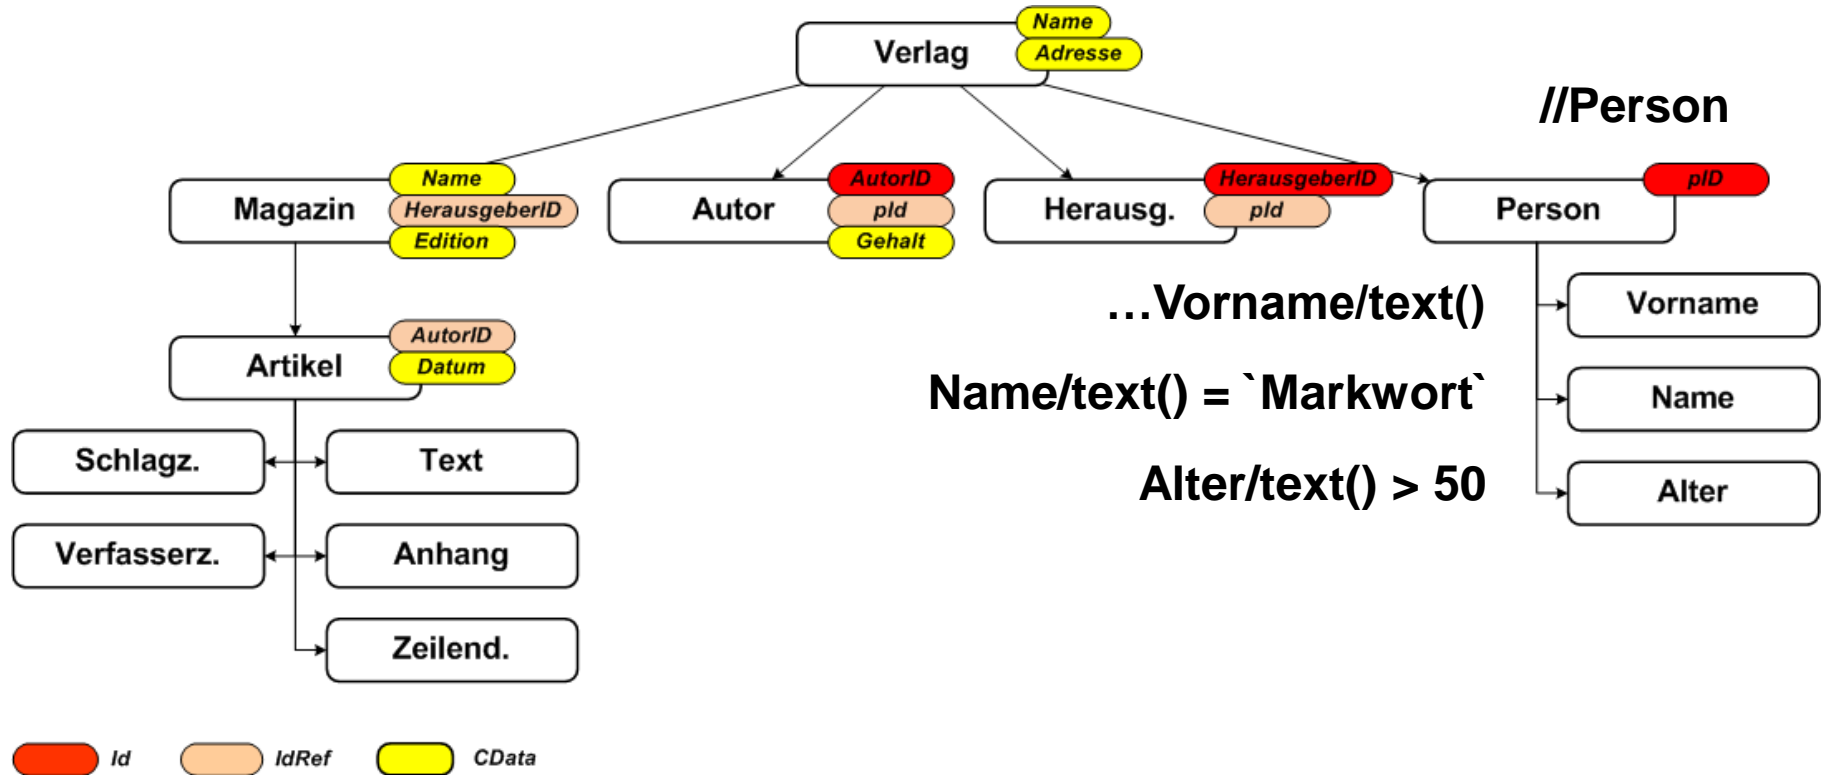 Name
Verlag
Adresse
//Person
Name
Magazin
HerausgeberID
Edition
AutorID
Autor
pId
Gehalt
HerausgeberID
Herausg.
pId
pID
Person
…Vorname/text()
Vorname
Name/text() = `Markwort`
Name
Alter/text() > 50
Alter
AutorID
Artikel
Datum
Schlagz.
Text
Verfasserz.
Anhang
Zeilend.
Id
IdRef
CData